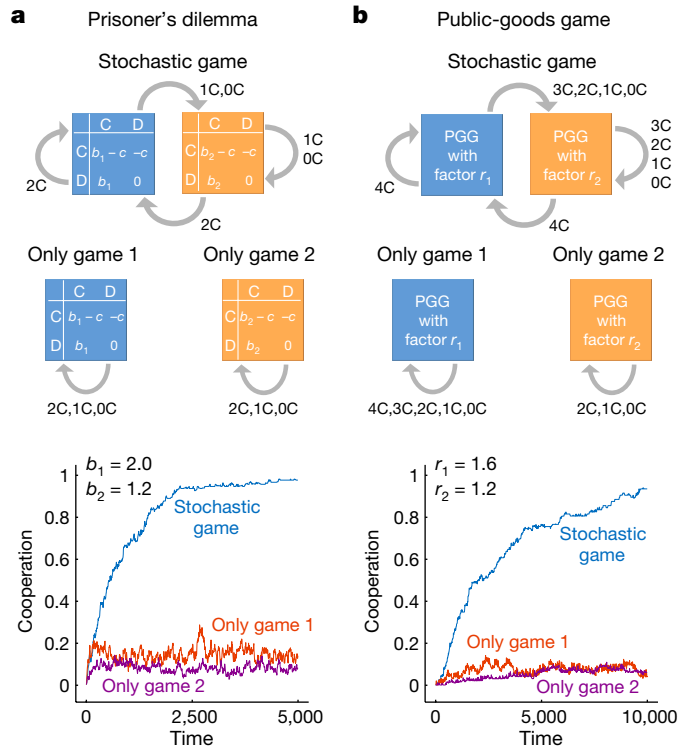 a
Prisoner's dilemma
Stochastic game
1C,0C
C D
C b1 – c –c
D b1 0
C D
C b2 – c –c
D b2 0
2C
1C
0C
2C
Only game 1
Only game 2
C D
C b1 – c –c
D b1 0
C D
C b2 – c –c
D b2 0
2C,1C,0C
2C,1C,0C
b1 = 2.0
b2 = 1.2
Stochastic
game
Only game 1
Only game 2
Cooperation
1
0.8
0.6
0.4
0.2
0
0 2,500 5,000
Time
b
Public-goods game
Stochastic game
3C,2C,1C,0C
PGG
with
factor r1
PGG
with
factor r2
4C
3C
2C
1C
0C
4C
Only game 1
Only game 2
PGG
with
factor r1
PGG
with
factor r2
4C,3C,2C,1C,0C
2C,1C,0C
r1 = 1.6
r2 = 1.2
Stochastic
game
Only game 1
Only game 2
Cooperation
1
0.8
0.6
0.4
0.2
0
0 5,000 10,000
Time